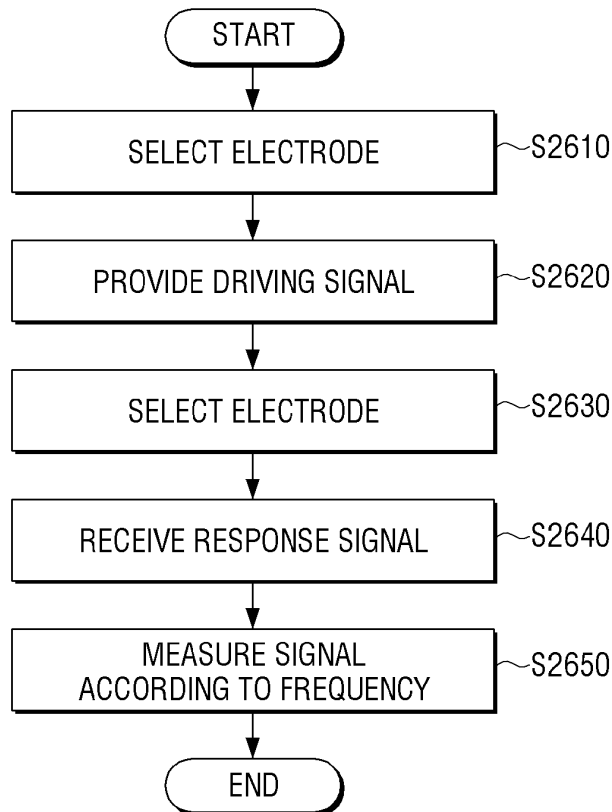 START
SELECT ELECTRODE
S2610
PROVIDE DRIVING SIGNAL
S2620
SELECT ELECTRODE
S2630
RECEIVE RESPONSE SIGNAL
S2640
MEASURE SIGNAL
ACCORDING TO FREQUENCY
S2650
END